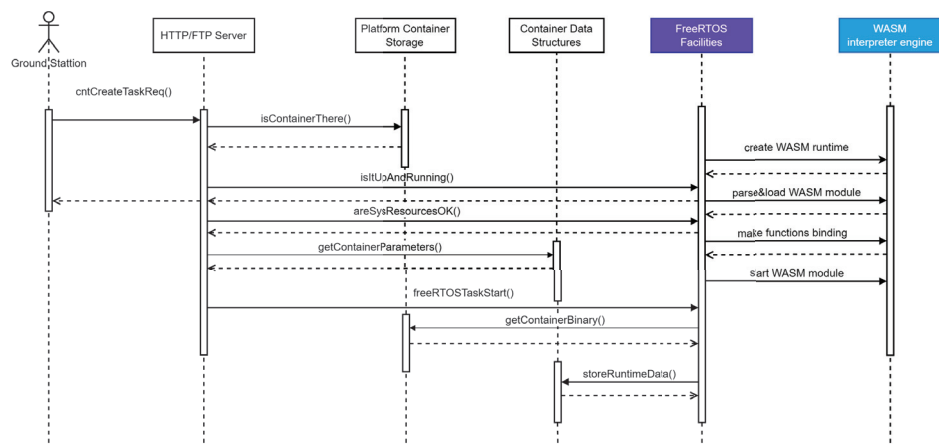 HTTP/FTP Server
Platform Container
Storage
Container Data
Structures
FreeRTOS
Facilities
WASM
interpreter engine
Ground Stattion
cntCreateTaskReq()
isContainerThere()
create WASM runtime
isItUpAndRunning()
parse&load WASM module
areSysResourcesOK()
make functions binding
getContainerParameters()
start WASM module
freeRTOSTaskStart()
getContainerBinary()
storeRuntimeData()